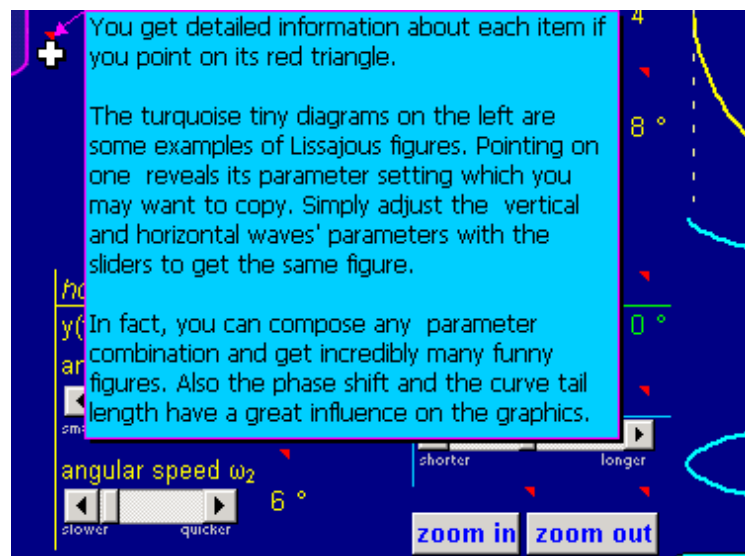 You get detailed information about each item if
you point on its red triangle.
The turquoise tiny diagrams on the left are
some examples of Lissajous figures. Pointing on
one reveals its parameter setting which you
may want to copy. Simply adjust the vertical
and horizontal waves' parameters with the
sliders to get the same figure.
In fact, you can compose any parameter
combination and get incredibly many funny
figures. Also the phase shift and the curve tail
length have a great influence on the graphics.
4
8 °
y(
0 °
shorter longer
angular speed ω₂
6 °
slower quicker
zoom in zoom out